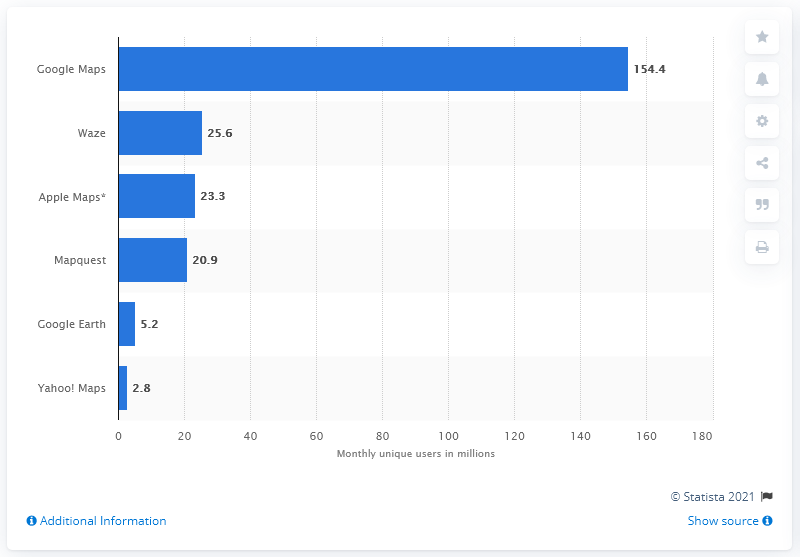 Google Maps 154.4
Waze 25.6
Apple Maps* 23.3
Mapquest 20.9
Google Earth 5.2
Yahoo! Maps 2.8
0 20 40 60 80 100 120 140 160 180
Monthly unique users in millions
© Statista 2021
Additional Information
Show source